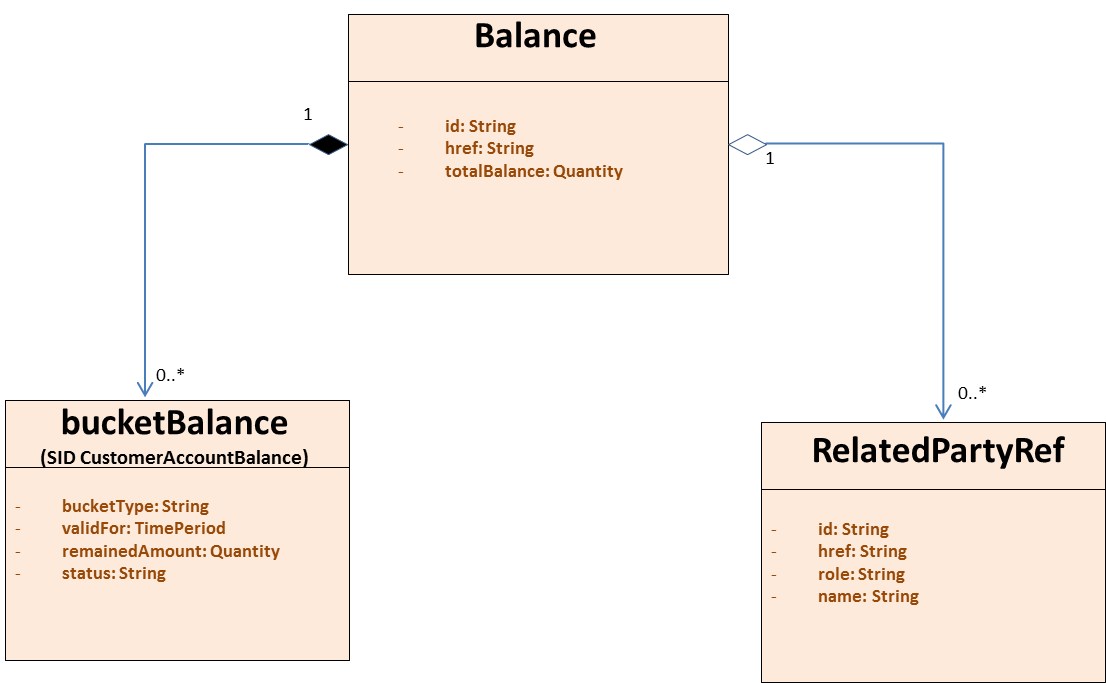 Balance
- id: String
- href: String
- totalBalance: Quantity
1
1
0..*
0..*
bucketBalance
(SID CustomerAccountBalance)
- bucketType: String
- validFor: TimePeriod
- remainedAmount: Quantity
- status: String
RelatedPartyRef
- id: String
- href: String
- role: String
- name: String